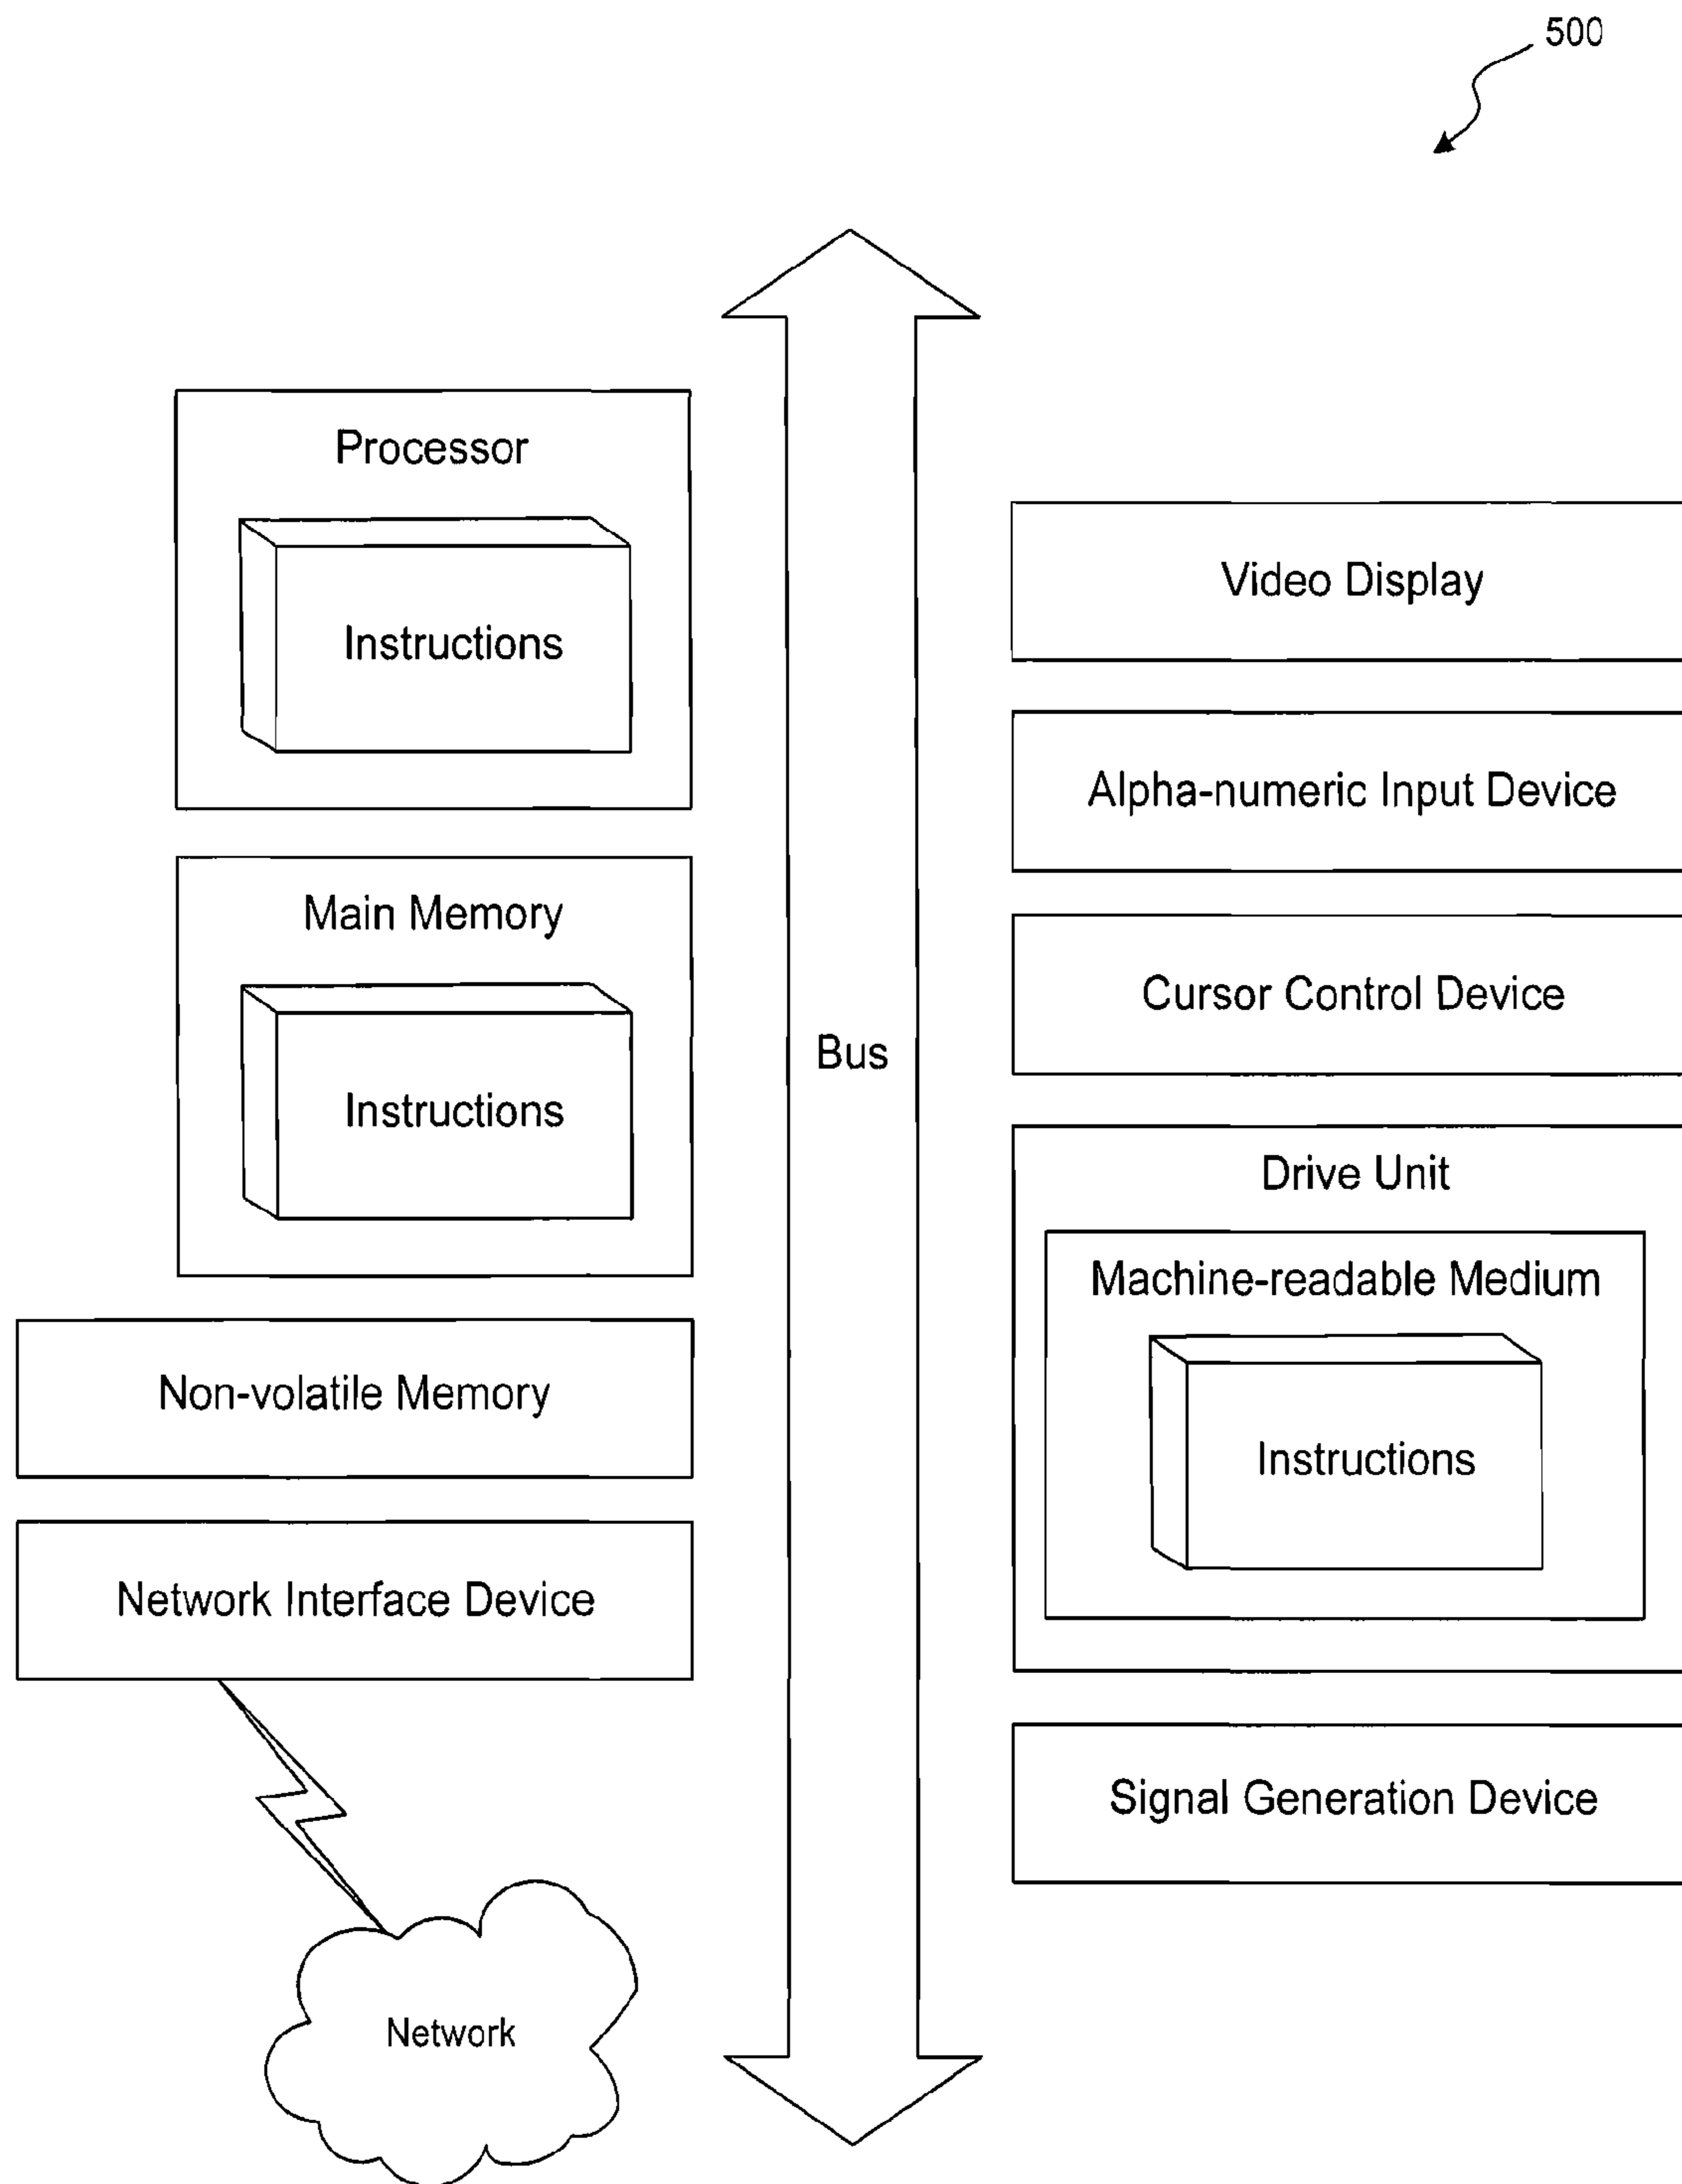 500
Processor
Instructions
Main Memory
Instructions
Non-volatile Memory
Network Interface Device
Network
Bus
Video Display
Alpha-numeric Input Device
Cursor Control Device
Drive Unit
Machine-readable Medium
Instructions
Signal Generation Device